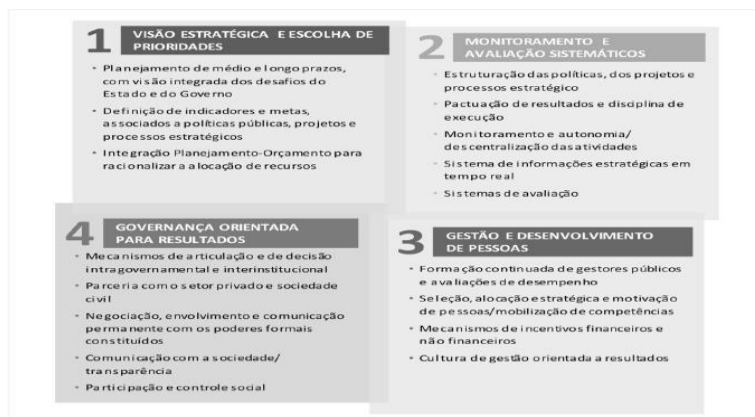 1
VISÃO ESTRATÉGICA E ESCOLHA DE
PRIORIDADES
• Planejamento de médio e longo prazos,
com visão integrada dos desafios do
Estado e do Governo
• Definição de indicadores e metas,
associados a políticas públicas, projetos e
processos estratégicos
• Integração Planejamento-Orçamento para
racionalizar a alocação de recursos
2
MONITORAMENTO E
AVALIAÇÃO SISTEMÁTICOS
• Estruturação das políticas, dos projetos e
processos estratégico
• Pactuação de resultados e disciplina de
execução
• Monitoramento e autonomia/
descentralização das atividades
• Sistema de informações estratégicas em
tempo real
• Sistemas de avaliação
4
GOVERNANÇA ORIENTADA
PARA RESULTADOS
• Mecanismos de articulação e de decisão
intragovernamental e interinstitucional
• Parceria com o setor privado e sociedade
civil
• Negociação, envolvimento e comunicação
permanente com os poderes formais
constituídos
• Comunicação com a sociedade/
transparência
• Participação e controle social
3
GESTÃO E DESENVOLVIMENTO
DE PESSOAS
• Formação continuada de gestores públicos
e avaliações de desempenho
• Seleção, alocação estratégica e motivação
de pessoas/mobilização de competências
• Mecanismos de incentivos financeiros e
não financeiros
• Cultura de gestão orientada a resultados